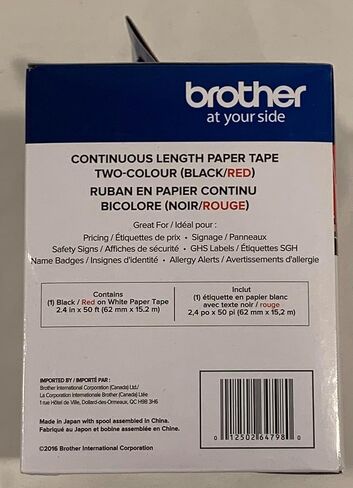 brother
at your side
CONTINUOUS LENGTH PAPER TAPE
TWO-COLOUR (BLACK/RED)
RUBAN EN PAPIER CONTINU
BICOLORE (NOIR/ROUGE)
Great For / Idéal pour :
Pricing / Étiquettes de prix • Signage / Panneaux
Safety Signs / Affiches de sécurité • GHS Labels / Étiquettes SGH
Name Badges / Insignes d'identité • Allergy Alerts / Avertissements d'allergie
Contains
(1) Black / Red on White Paper Tape
2.4 in x 50 ft (62 mm x 15.2 m)
Inclut
(1) étiquette en papier blanc
avec texte noir / rouge
2,4 po x 50 pi (62 mm x 15,2 m)
IMPORTED BY / IMPORTÉ PAR :
Brother International Corporation (Canada) Ltd./
La Corporation Internationale Brother (Canada) Ltée
1 rue Hôtel de Ville, Dollard-des-Ormeaux, QC H9B 3H6
Made in Japan with spool assembled in China.
Fabriqué au Japon et bobine assemblée en Chine.
©2016 Brother International Corporation
0 12502 64798 0